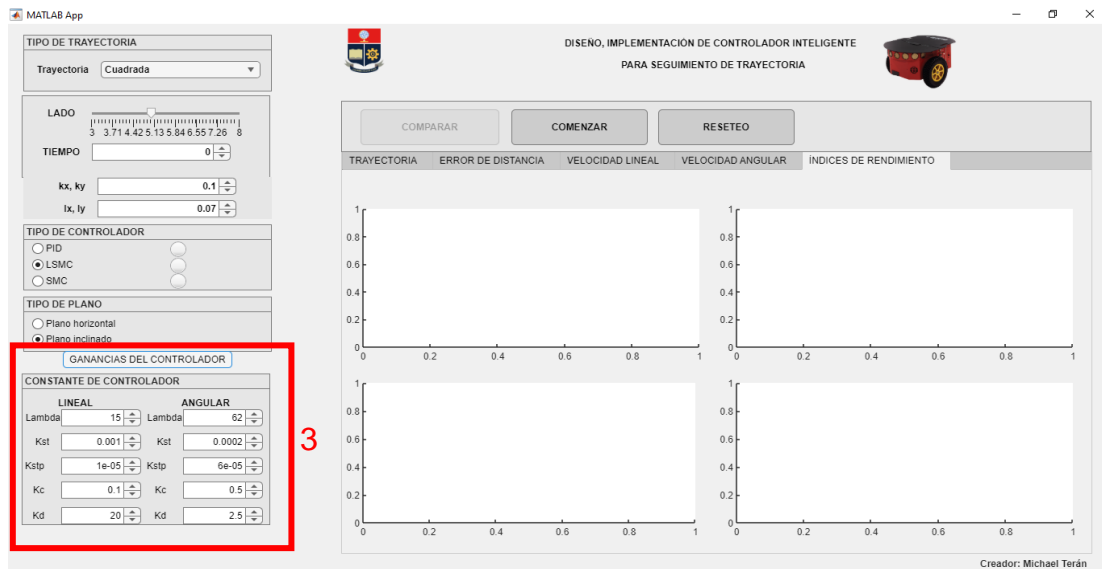 MATLAB App
TIPO DE TRAYECTORIA
Trayectoria Cuadrada
LADO
3 3.71 4.42 5.13 5.84 6.55 7.26 8
TIEMPO 0
kx, ky 0.1
lx, ly 0.07
TIPO DE CONTROLADOR
PID
LSMC
SMC
TIPO DE PLANO
Plano horizontal
Plano inclinado
GANANCIAS DEL CONTROLADOR
CONSTANTE DE CONTROLADOR
LINEAL ANGULAR
Lambda 15 Lambda 62
Kst 0.001 Kst 0.0002
Kstp 1e-05 Kstp 6e-05
Kc 0.1 Kc 0.5
Kd 20 Kd 2.5
3
DISEÑO, IMPLEMENTACIÓN DE CONTROLADOR INTELIGENTE
PARA SEGUIMIENTO DE TRAYECTORIA
COMPARAR COMENZAR RESETEO
TRAYECTORIA ERROR DE DISTANCIA VELOCIDAD LINEAL VELOCIDAD ANGULAR ÍNDICES DE RENDIMIENTO
1
0.8
0.6
0.4
0.2
0
0 0.2 0.4 0.6 0.8 1
1
0.8
0.6
0.4
0.2
0
0 0.2 0.4 0.6 0.8 1
1
0.8
0.6
0.4
0.2
0
0 0.2 0.4 0.6 0.8 1
1
0.8
0.6
0.4
0.2
0
0 0.2 0.4 0.6 0.8 1
Creador: Michael Terán